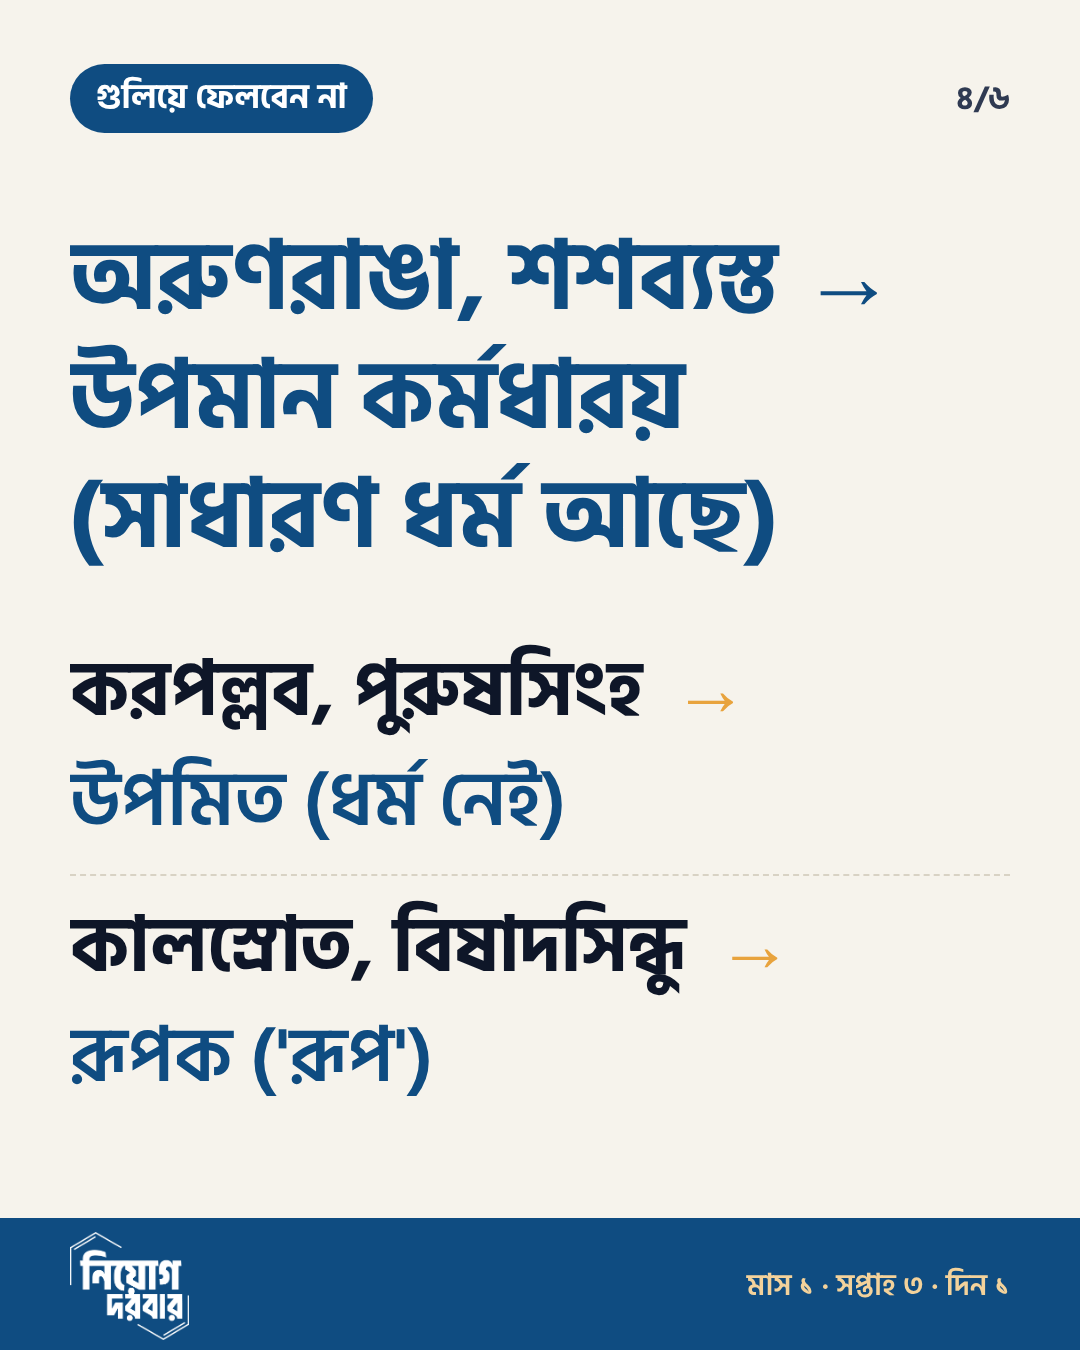 গুলিয়ে ফেলবেন না
৪/৬
অরুণরাঙা, শশব্যস্ত →
উপমান কর্মধারয়
(সাধারণ ধর্ম আছে)
করপল্লব, পুরুষসিংহ →
উপমিত (ধর্ম নেই)
কালস্রোত, বিষাদসিন্ধু →
রূপক ('রূপ')
নিয়োগ
দরবার
মাস ১ · সপ্তাহ ৩ · দিন ১